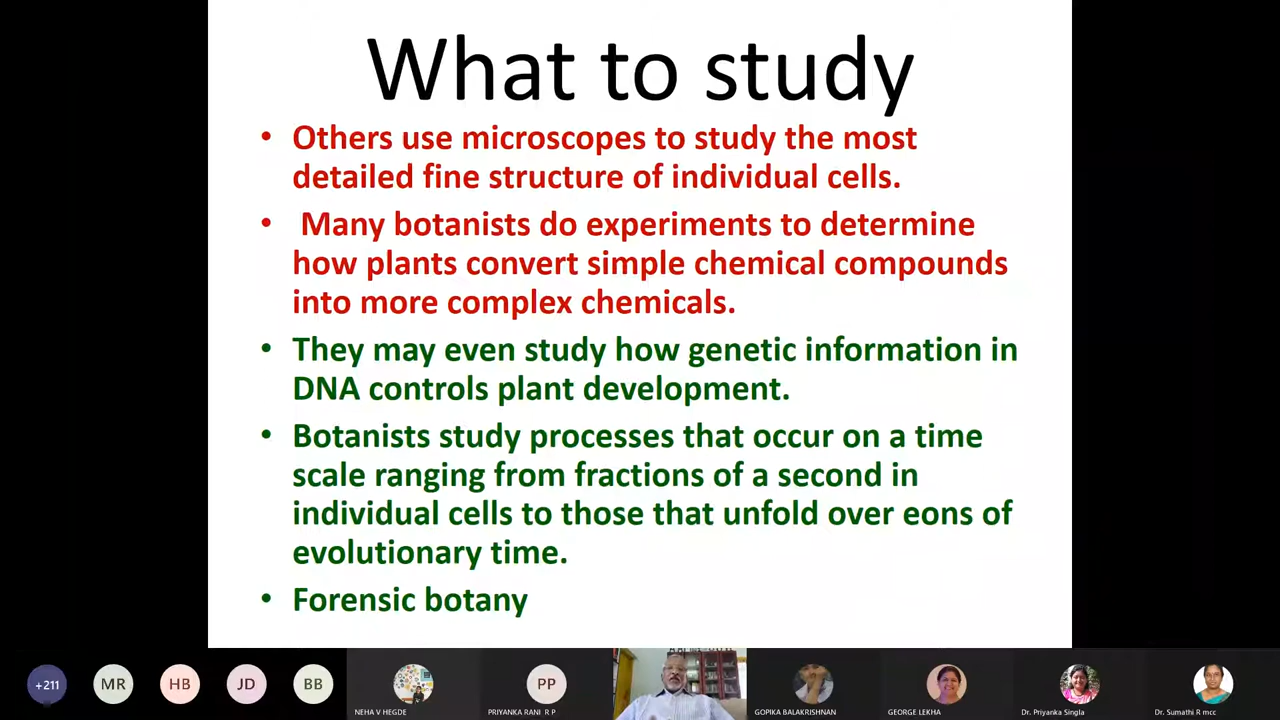 What to study
• Others use microscopes to study the most
detailed fine structure of individual cells.
• Many botanists do experiments to determine
how plants convert simple chemical compounds
into more complex chemicals.
• They may even study how genetic information in
DNA controls plant development.
• Botanists study processes that occur on a time
scale ranging from fractions of a second in
individual cells to those that unfold over eons of
evolutionary time.
• Forensic botany
+211
MR
HB
JD
BB
NEHA V HEGDE
PP
PRIYANKA RANI R P
GOPIKA BALAKRISHNAN
GEORGE LEKHA
Dr. Priyanka Singla
Dr. Sumathi R mcc